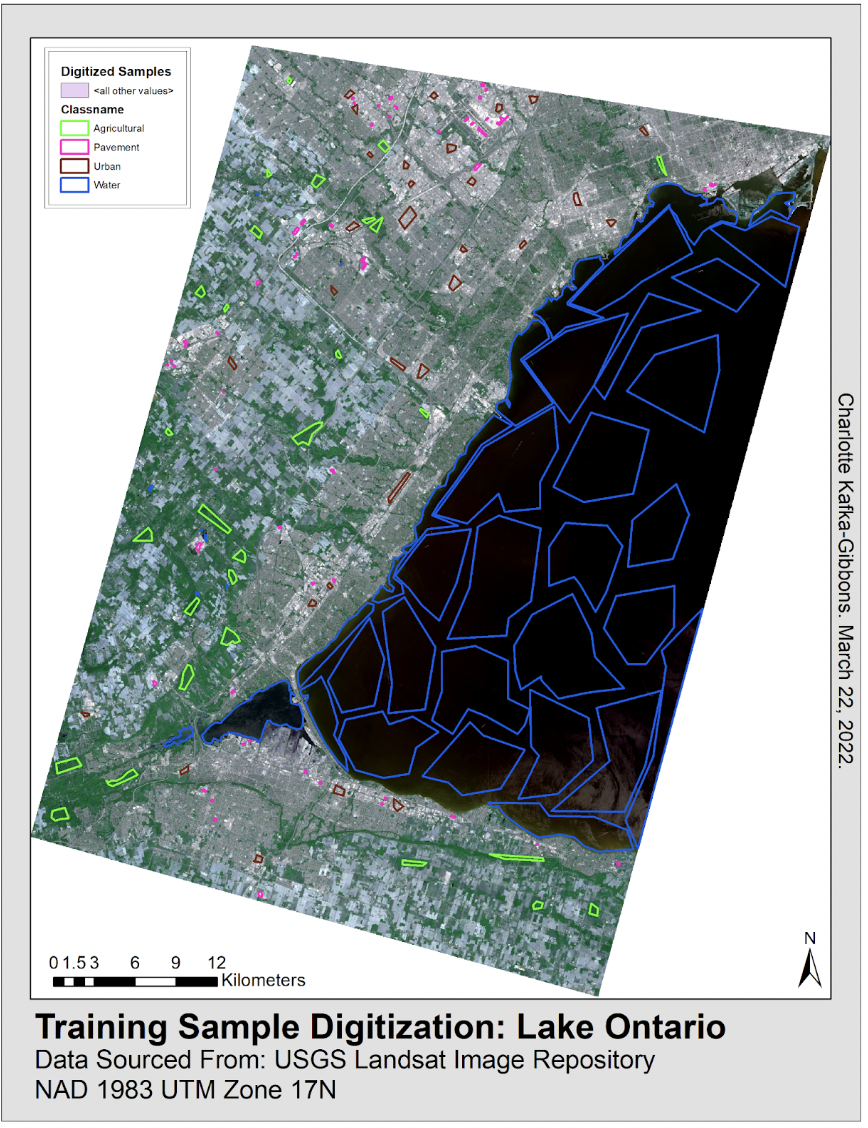 Digitized Samples
<all other values>
Classname
Agricultural
Pavement
Urban
Water
Charlotte Kafka-Gibbons. March 22, 2022.
N
0 1.5 3 6 9 12
Kilometers
Training Sample Digitization: Lake Ontario
Data Sourced From: USGS Landsat Image Repository
NAD 1983 UTM Zone 17N